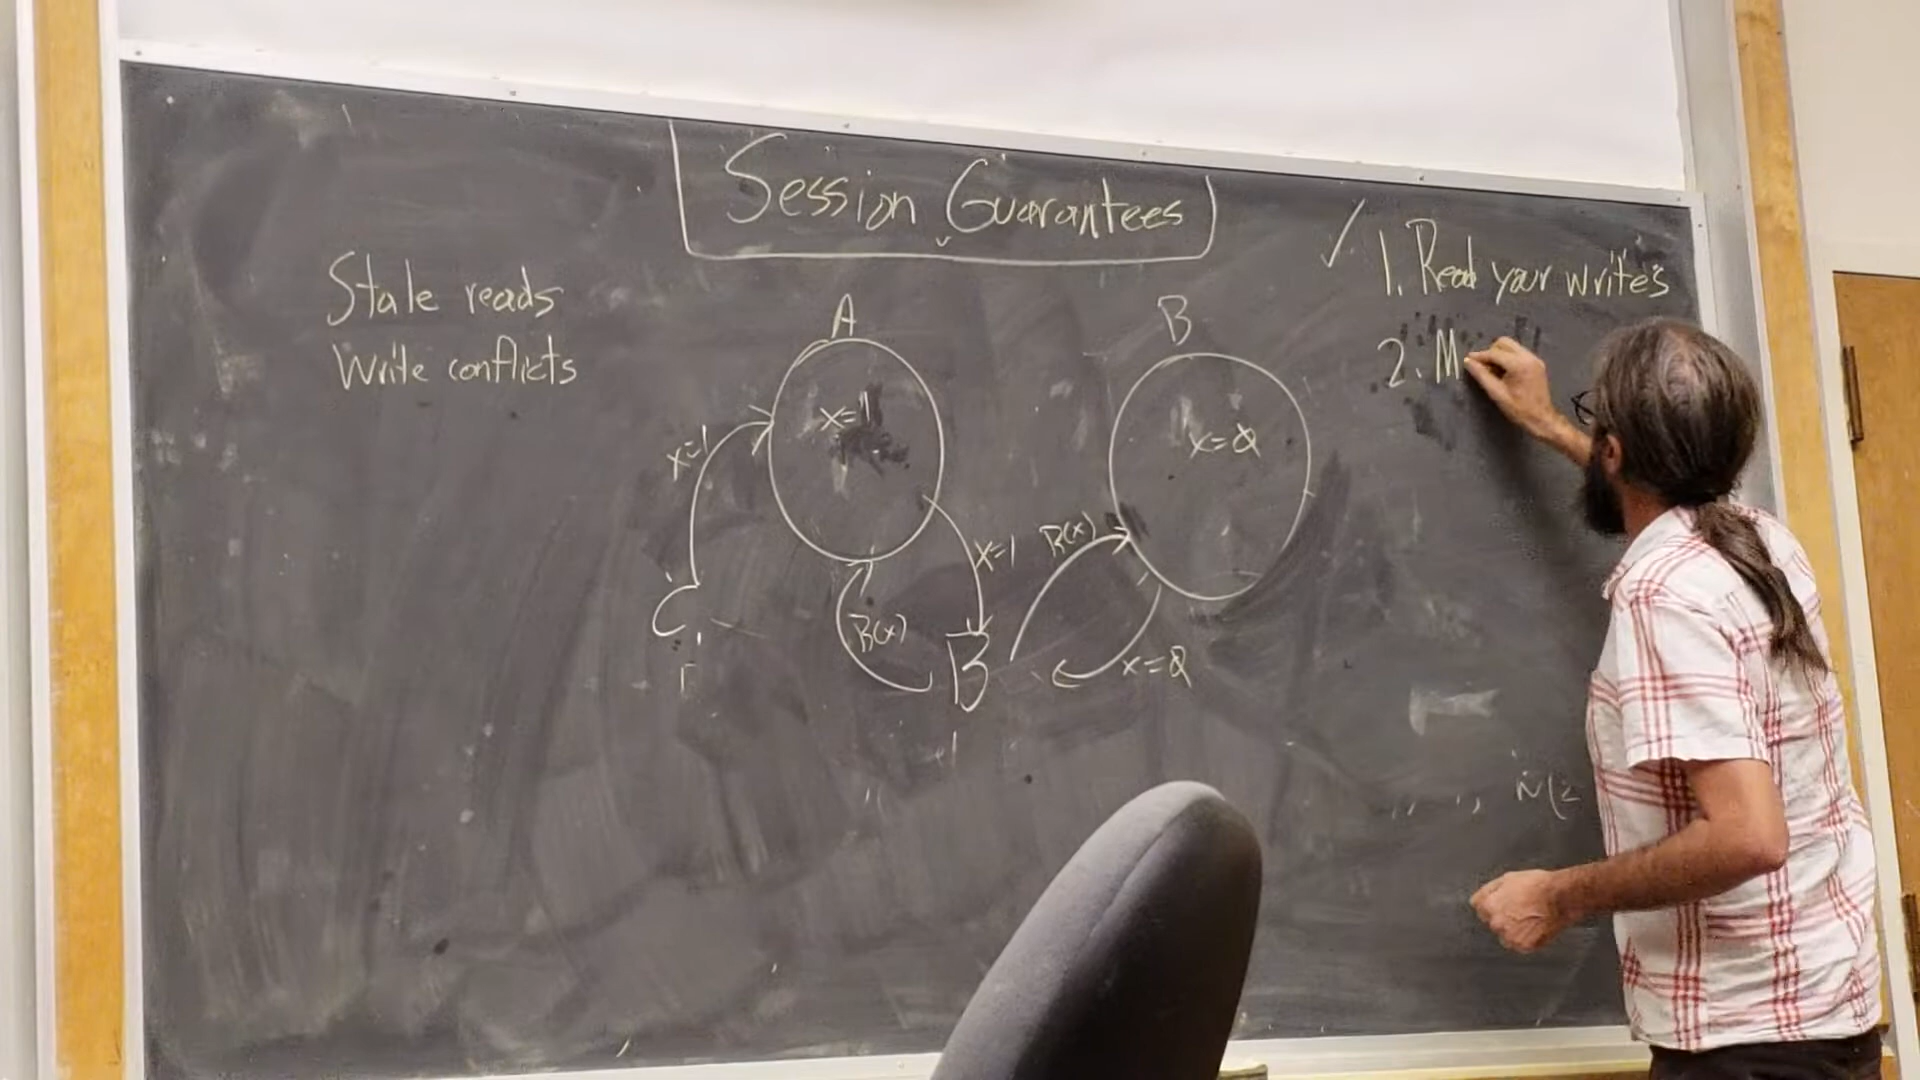 Session Guarantees
Stale reads
Write conflicts
✓ 1. Read your writes
2. M
A
B
x=1
x=0
x=1
x=1
R(x)
R(x)
C
B
x=0